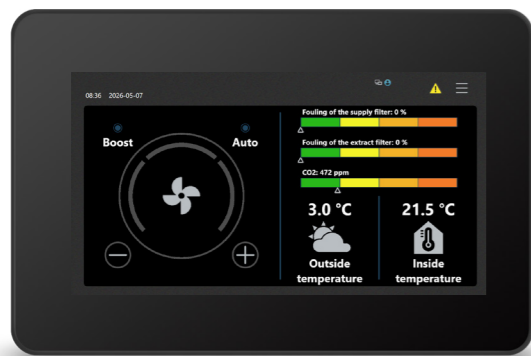 08:36 2026-05-07
Fouling of the supply filter: 0 %
Boost
Auto
Fouling of the extract filter: 0 %
CO2: 472 ppm
3.0 °C
21.5 °C
Outside
temperature
Inside
temperature